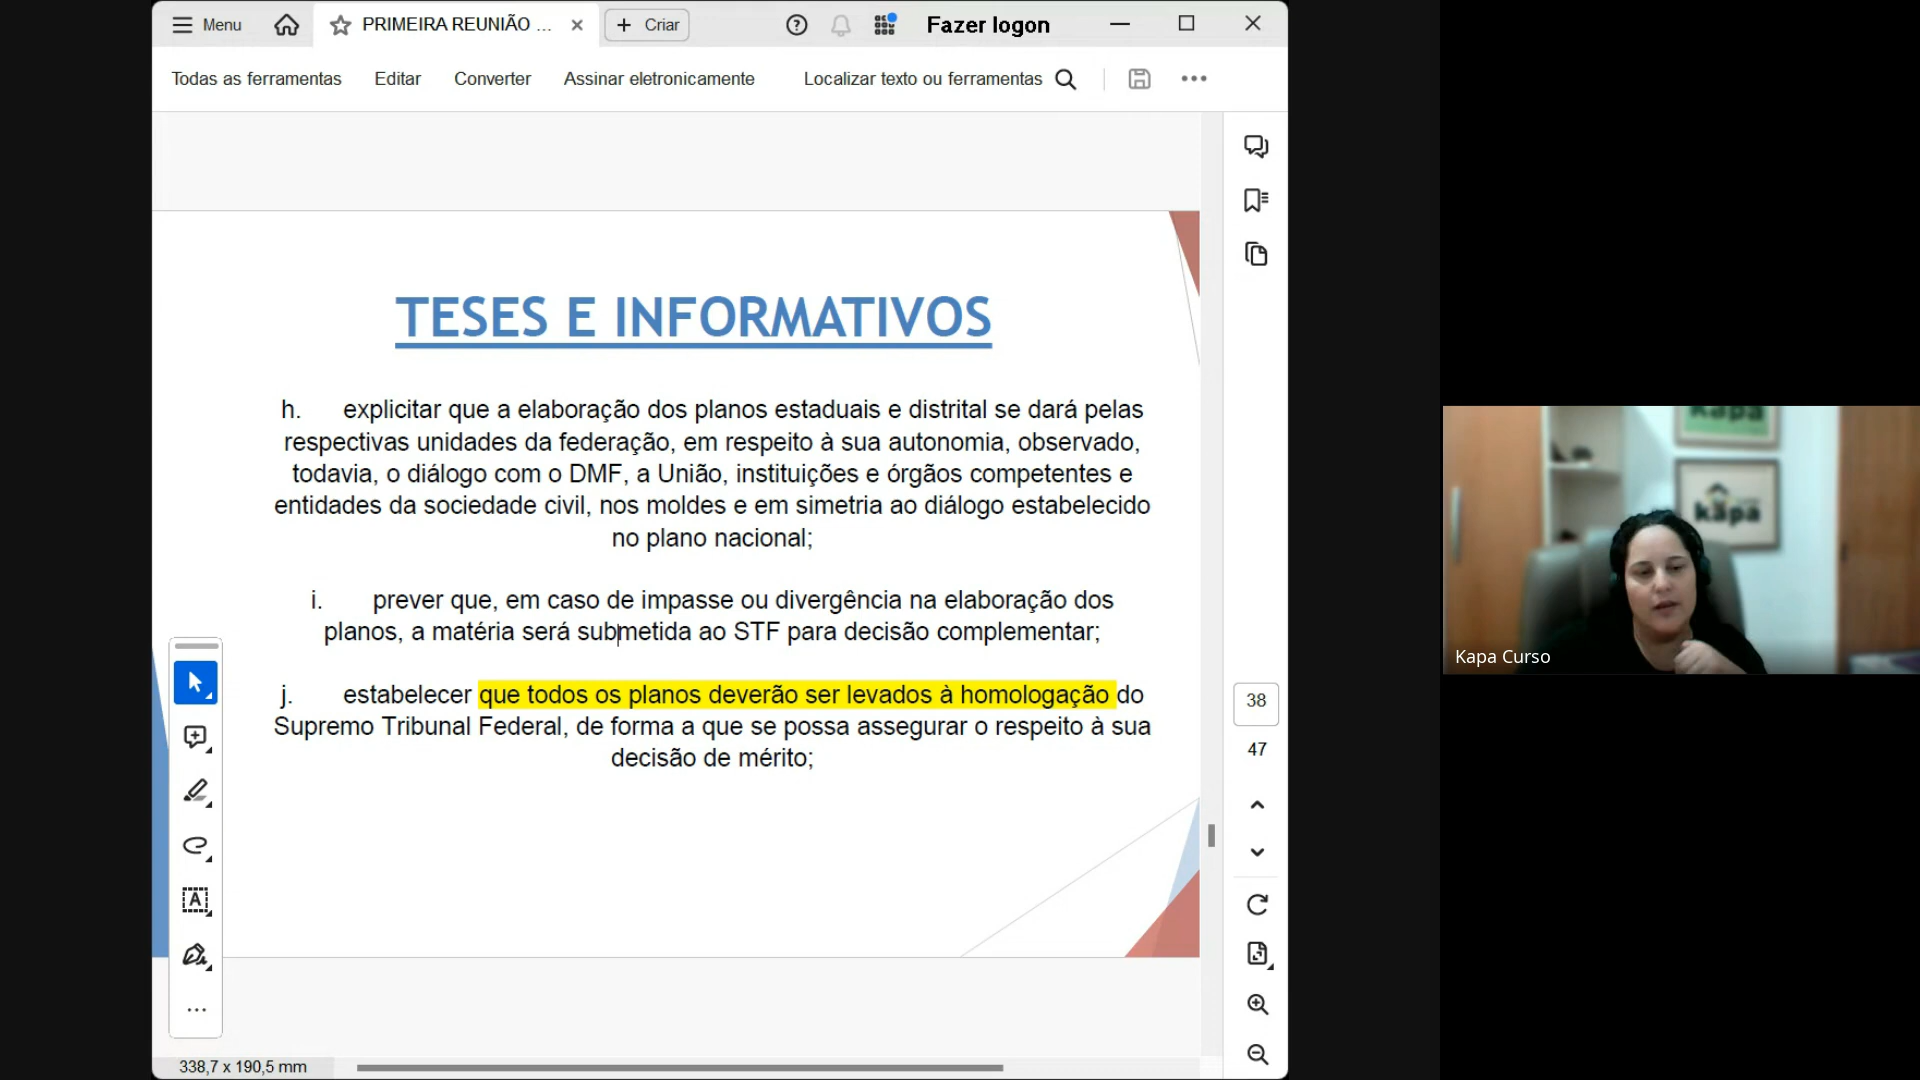 Menu
PRIMEIRA REUNIÃO ...
Criar
Fazer logon
Todas as ferramentas
Editar
Converter
Assinar eletronicamente
Localizar texto ou ferramentas
TESES E INFORMATIVOS
h. explicitar que a elaboração dos planos estaduais e distrital se dará pelas
respectivas unidades da federação, em respeito à sua autonomia, observado,
todavia, o diálogo com o DMF, a União, instituições e órgãos competentes e
entidades da sociedade civil, nos moldes e em simetria ao diálogo estabelecido
no plano nacional;
i. prever que, em caso de impasse ou divergência na elaboração dos
planos, a matéria será submetida ao STF para decisão complementar;
j. estabelecer que todos os planos deverão ser levados à homologação do
Supremo Tribunal Federal, de forma a que se possa assegurar o respeito à sua
decisão de mérito;
38
47
338,7 x 190,5 mm
kapa
kapa
Kapa Curso